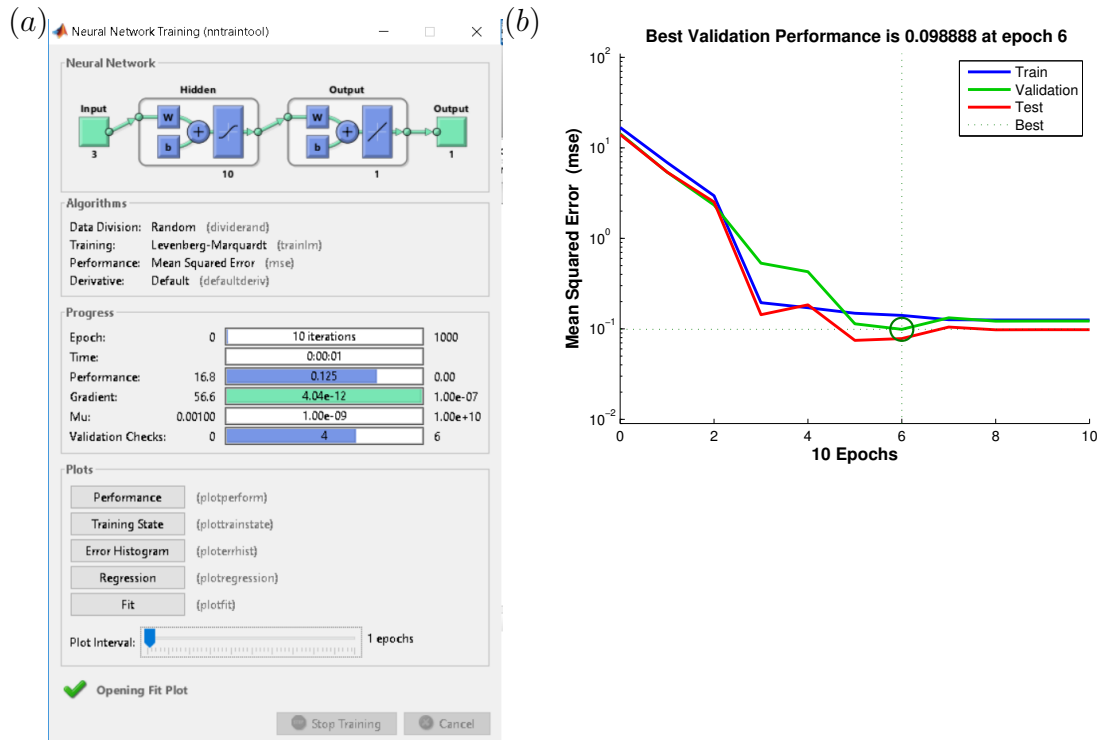 (a)
Neural Network Training (nntraintool)
Neural Network
Hidden
Output
Input
Output
W
W
b
b
+
+
3
10
1
1
Algorithms
Data Division: Random (dividerand)
Training: Levenberg-Marquardt (trainlm)
Performance: Mean Squared Error (mse)
Derivative: Default (defaultderiv)
Progress
Epoch: 0 10 iterations 1000
Time: 0:00:01
Performance: 16.8 0.125 0.00
Gradient: 56.6 4.04e-12 1.00e-07
Mu: 0.00100 1.00e-09 1.00e+10
Validation Checks: 0 4 6
Plots
Performance (plotperform)
Training State (plottrainstate)
Error Histogram (ploterrhist)
Regression (plotregression)
Fit (plotfit)
Plot Interval: 1 epochs
Opening Fit Plot
Stop Training Cancel
(b)
Best Validation Performance is 0.098888 at epoch 6
Mean Squared Error (mse)
10²
10¹
10⁰
10⁻¹
10⁻²
Train
Validation
Test
Best
0 2 4 6 8 10
10 Epochs